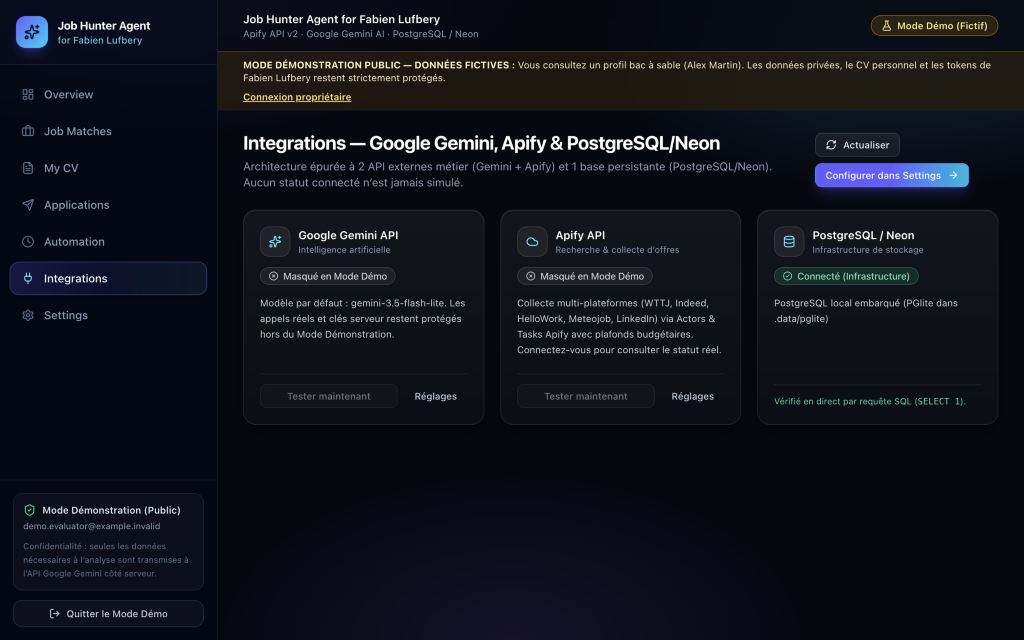 Job Hunter Agent
for Fabien Lufbery
Overview
Job Matches
My CV
Applications
Automation
Integrations
Settings
Mode Démonstration (Public)
demo.evaluator@example.invalid
Confidentialité : seules les données
nécessaires à l'analyse sont transmises à
l'API Google Gemini côté serveur.
Quitter le Mode Démo
Job Hunter Agent for Fabien Lufbery
Apify API v2 · Google Gemini AI · PostgreSQL / Neon
Mode Démo (Fictif)
MODE DÉMONSTRATION PUBLIC — DONNÉES FICTIVES : Vous consultez un profil bac à sable (Alex Martin). Les données privées, le CV personnel et les tokens de
Fabien Lufbery restent strictement protégés.
Connexion propriétaire
Integrations — Google Gemini, Apify & PostgreSQL/Neon
Architecture épurée à 2 API externes métier (Gemini + Apify) et 1 base persistante (PostgreSQL/Neon).
Aucun statut connecté n'est jamais simulé.
Actualiser
Configurer dans Settings →
Google Gemini API
Intelligence artificielle
Masqué en Mode Démo
Modèle par défaut : gemini-3.5-flash-lite. Les
appels réels et clés serveur restent protégés
hors du Mode Démonstration.
Tester maintenant
Réglages
Apify API
Recherche & collecte d'offres
Masqué en Mode Démo
Collecte multi-plateformes (WTTJ, Indeed,
HelloWork, Meteojob, LinkedIn) via Actors &
Tasks Apify avec plafonds budgétaires.
Connectez-vous pour consulter le statut réel.
Tester maintenant
Réglages
PostgreSQL / Neon
Infrastructure de stockage
Connecté (Infrastructure)
PostgreSQL local embarqué (PGlite dans
.data/pglite)
Vérifié en direct par requête SQL (SELECT 1).